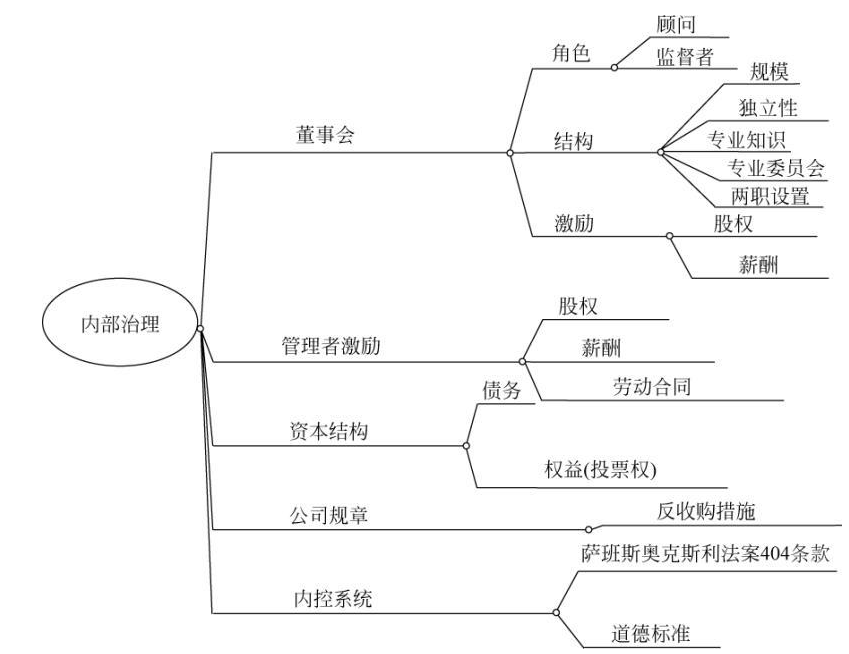 内部治理
董事会
角色
顾问
监督者
结构
规模
独立性
专业知识
专业委员会
两职设置
激励
股权
薪酬
管理者激励
股权
薪酬
劳动合同
资本结构
债务
权益(投票权)
公司规章
反收购措施
内控系统
萨班斯奥克斯利法案404条款
道德标准